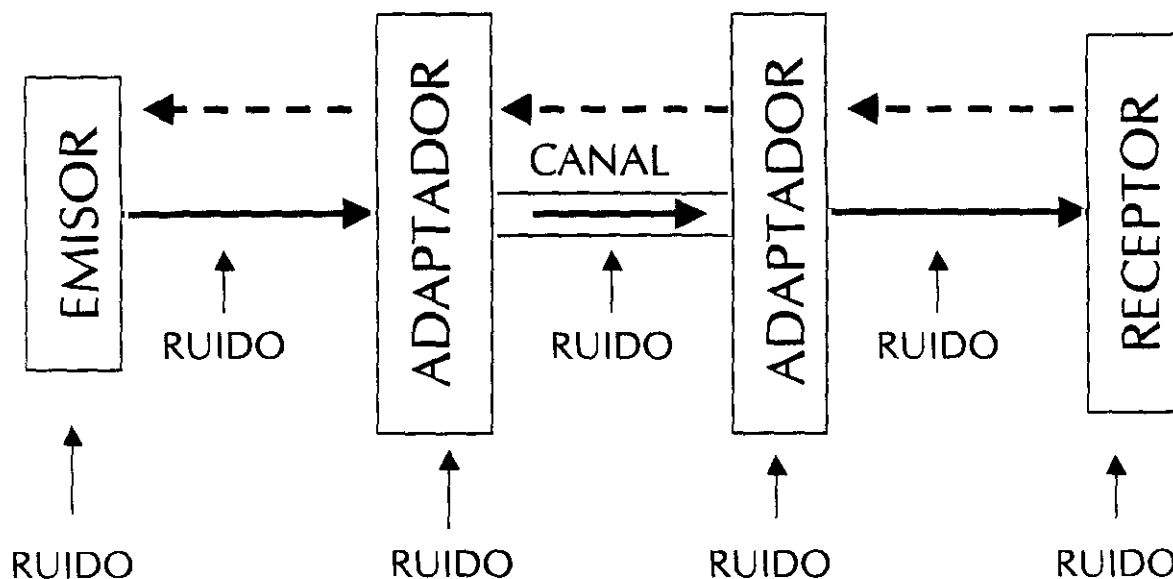 EMISOR
ADAPTADOR
CANAL
ADAPTADOR
RECEPTOR
RUIDO
RUIDO
RUIDO
RUIDO
RUIDO
RUIDO
RUIDO